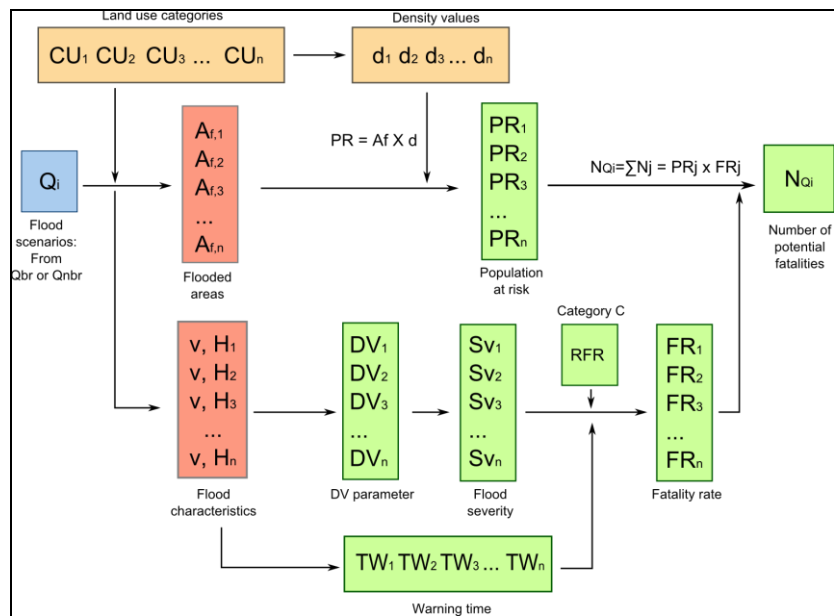 Land use categories
Density values
CU1 CU2 CU3 ... CUn
d1 d2 d3 ... dn
Af,1
Af,2
Af,3
...
Af,n
PR = Af X d
PR1
PR2
PR3
...
PRn
NQi=∑Nj = PRj x FRj
Qi
NQi
Flood
scenarios:
From
Qbr or Qnbr
Flooded
areas
Population
at risk
Number of
potential
fatalities
Category C
RFR
v, H1
v, H2
v, H3
...
v, Hn
DV1
DV2
DV3
...
DVn
Sv1
Sv2
Sv3
...
Svn
FR1
FR2
FR3
...
FRn
Flood
characteristics
DV parameter
Flood
severity
Fatality rate
TW1 TW2 TW3 ... TWn
Warning time